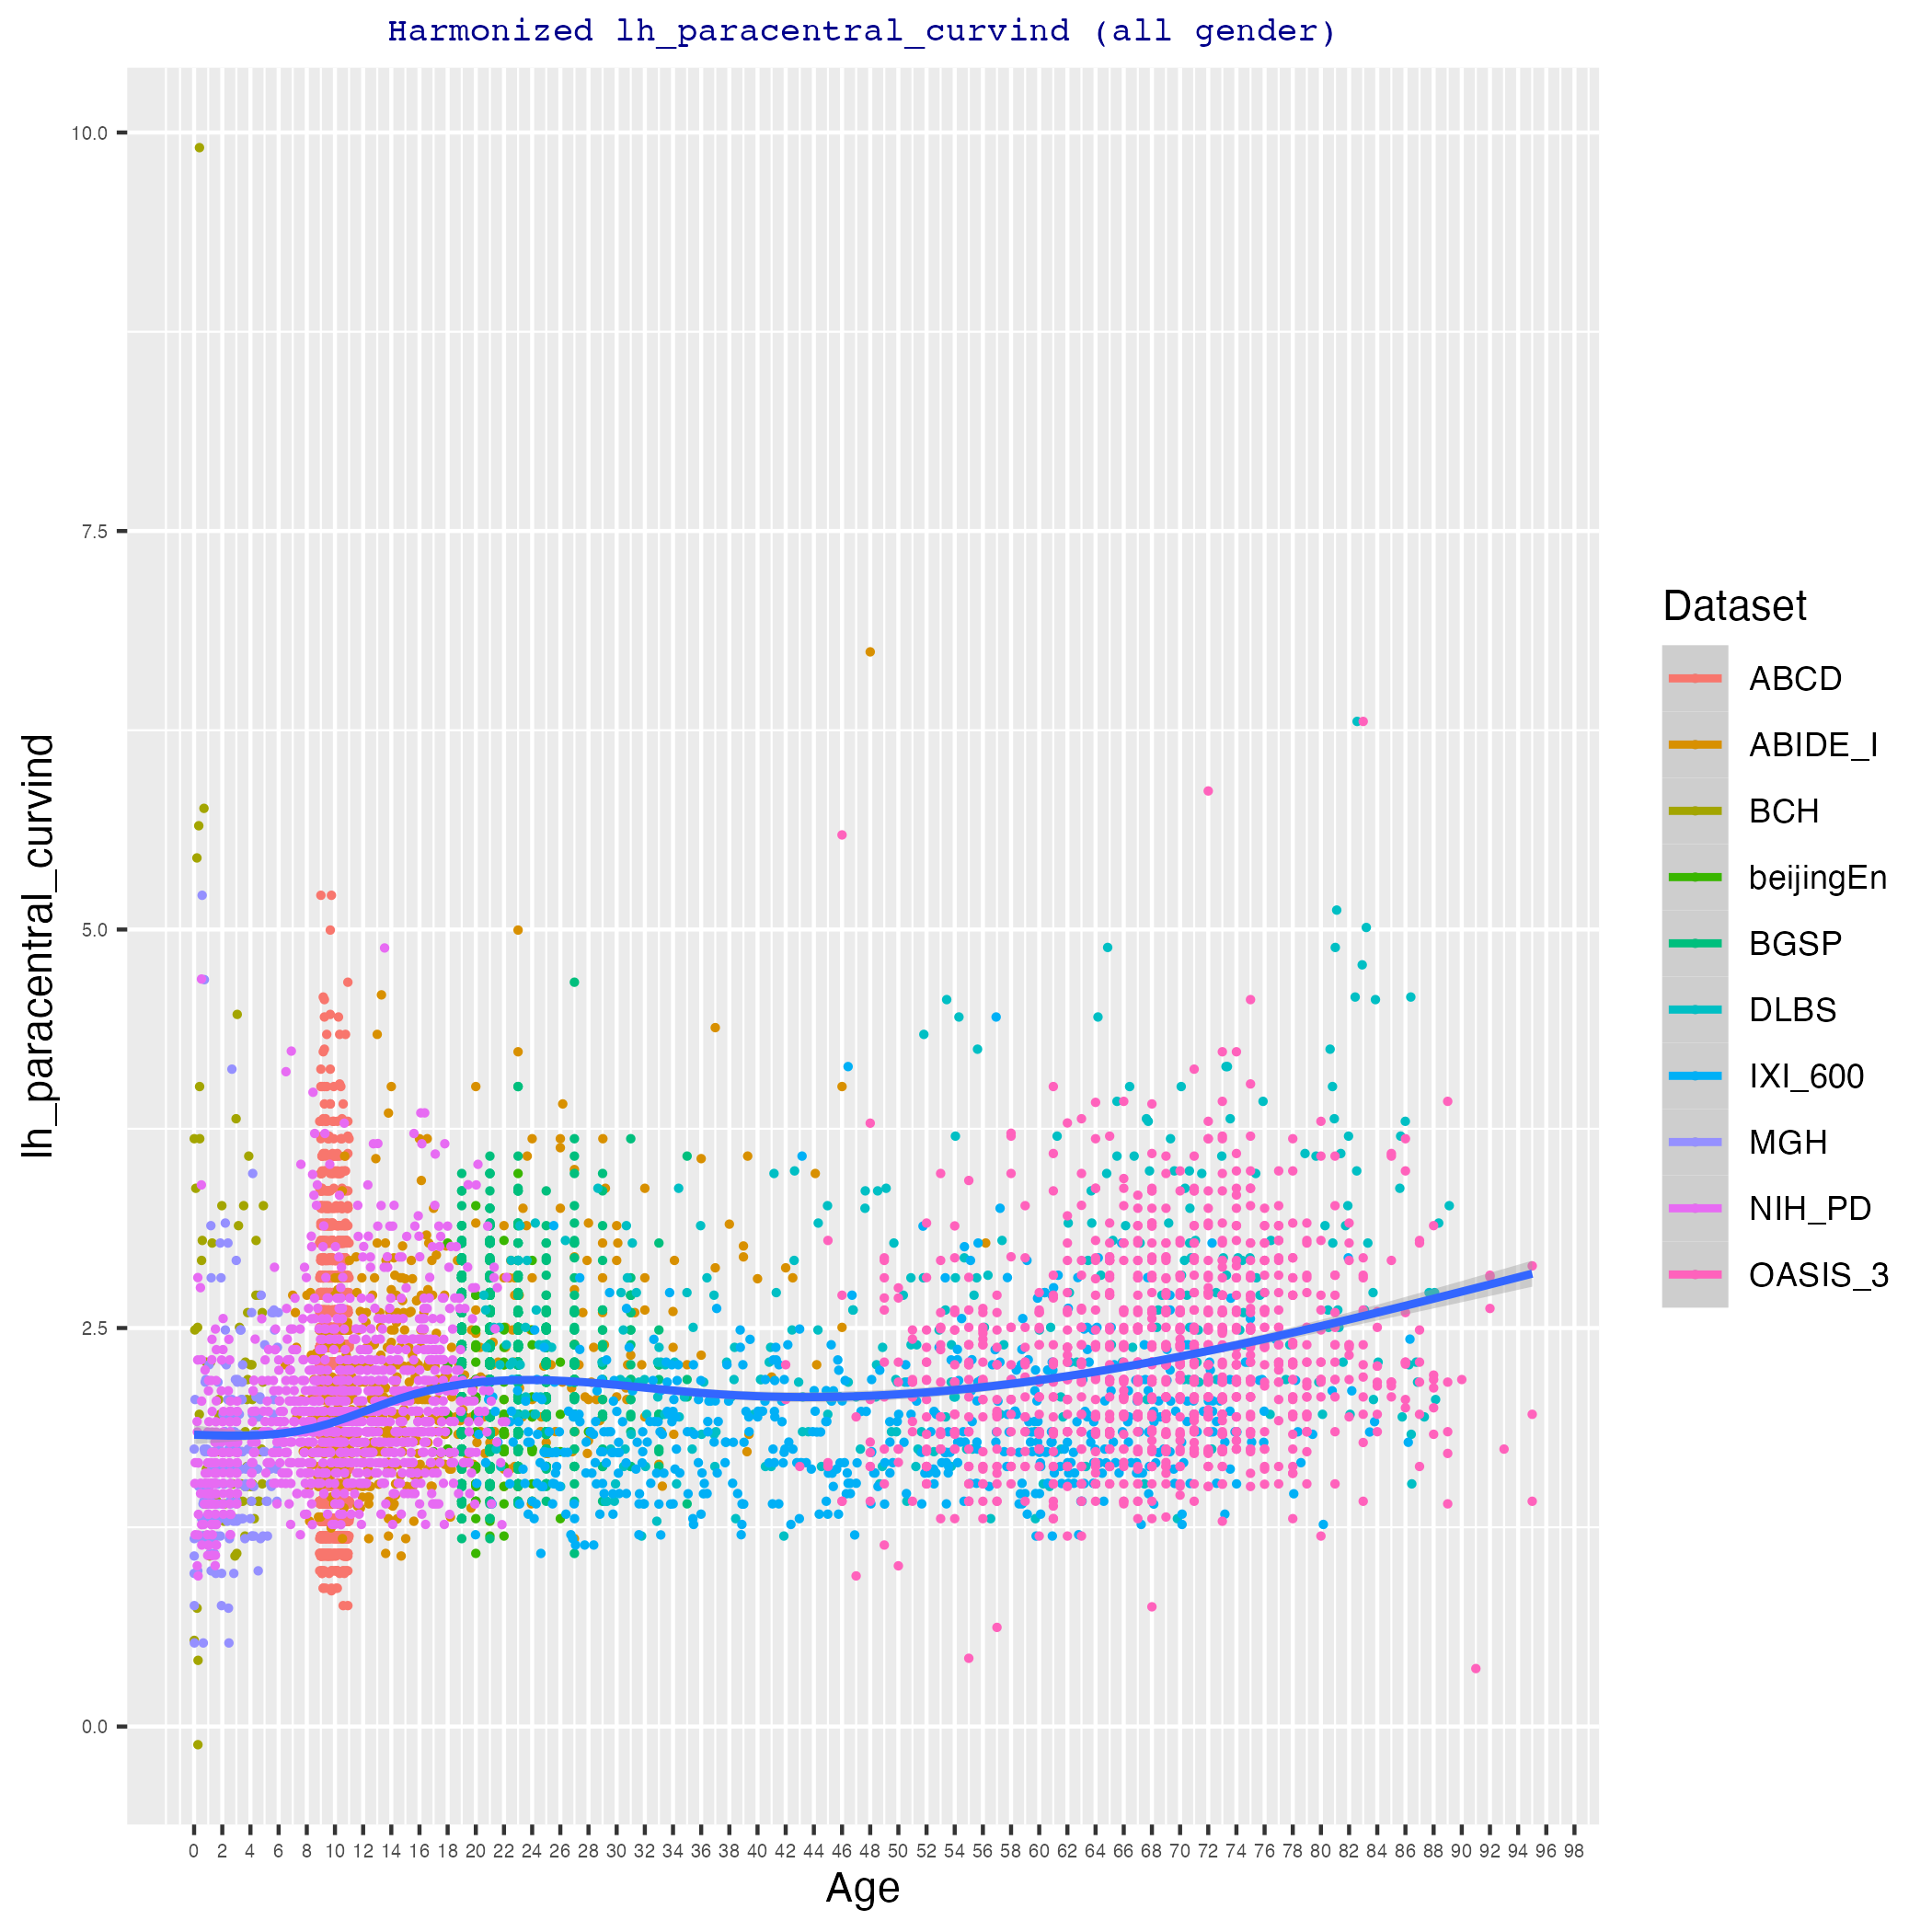 Harmonized lh_paracentral_curvind (all gender)
10.0
7.5
5.0
2.5
0.0
lh_paracentral_curvind
0 2 4 6 8 10 12 14 16 18 20 22 24 26 28 30 32 34 36 38 40 42 44 46 48 50 52 54 56 58 60 62 64 66 68 70 72 74 76 78 80 82 84 86 88 90 92 94 96 98
Age
Dataset
ABCD
ABIDE_I
BCH
beijingEn
BGSP
DLBS
IXI_600
MGH
NIH_PD
OASIS_3